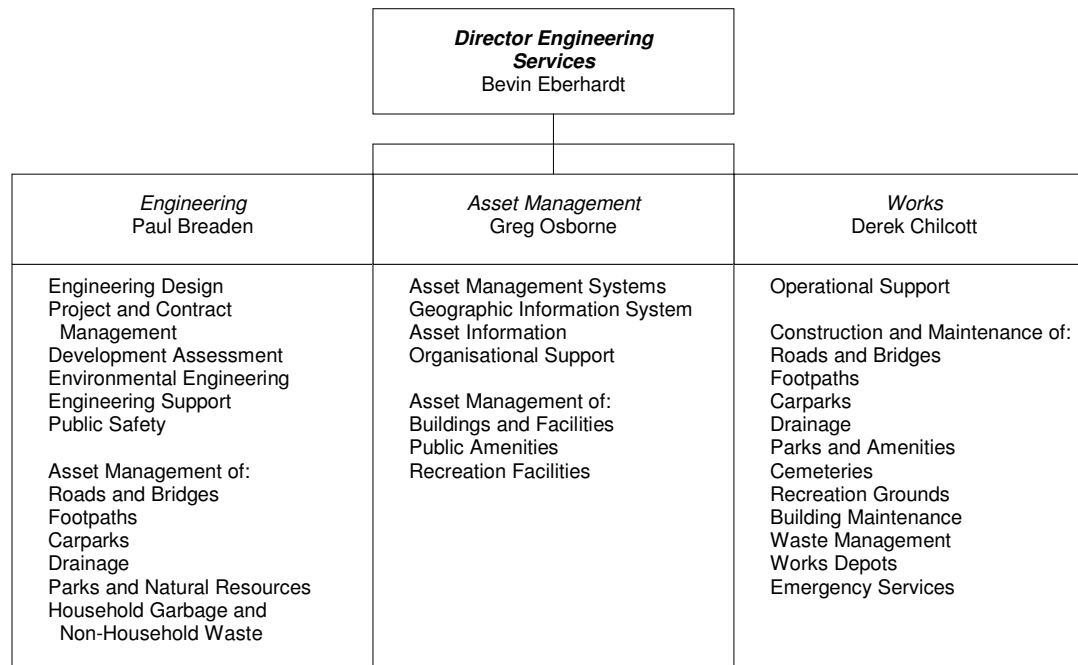 Director Engineering
Services
Bevin Eberhardt
Engineering
Paul Breaden
Engineering Design
Project and Contract
Management
Development Assessment
Environmental Engineering
Engineering Support
Public Safety
Asset Management of:
Roads and Bridges
Footpaths
Carparks
Drainage
Parks and Natural Resources
Household Garbage and
Non-Household Waste
Asset Management
Greg Osborne
Asset Management Systems
Geographic Information System
Asset Information
Organisational Support
Asset Management of:
Buildings and Facilities
Public Amenities
Recreation Facilities
Works
Derek Chilcott
Operational Support
Construction and Maintenance of:
Roads and Bridges
Footpaths
Carparks
Drainage
Parks and Amenities
Cemeteries
Recreation Grounds
Building Maintenance
Waste Management
Works Depots
Emergency Services